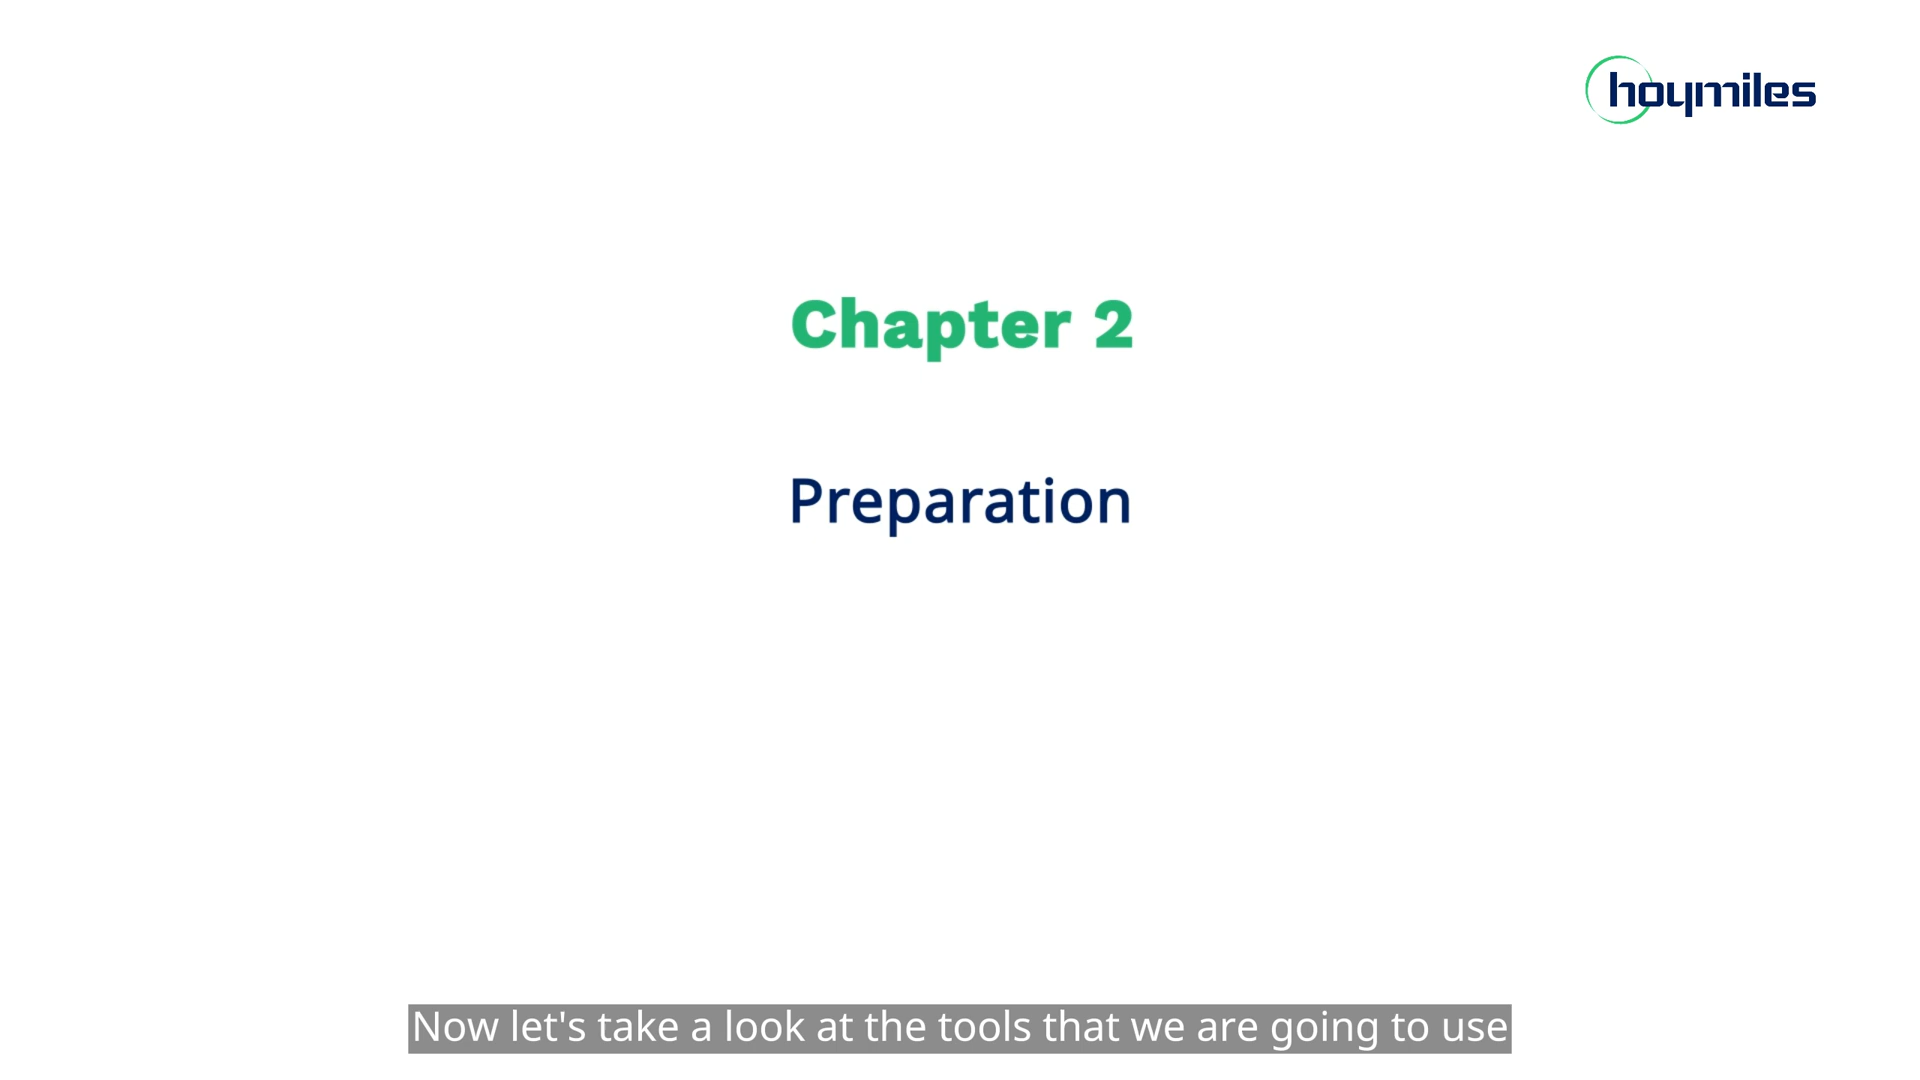 hoymiles
Chapter 2
Preparation
Now let's take a look at the tools that we are going to use